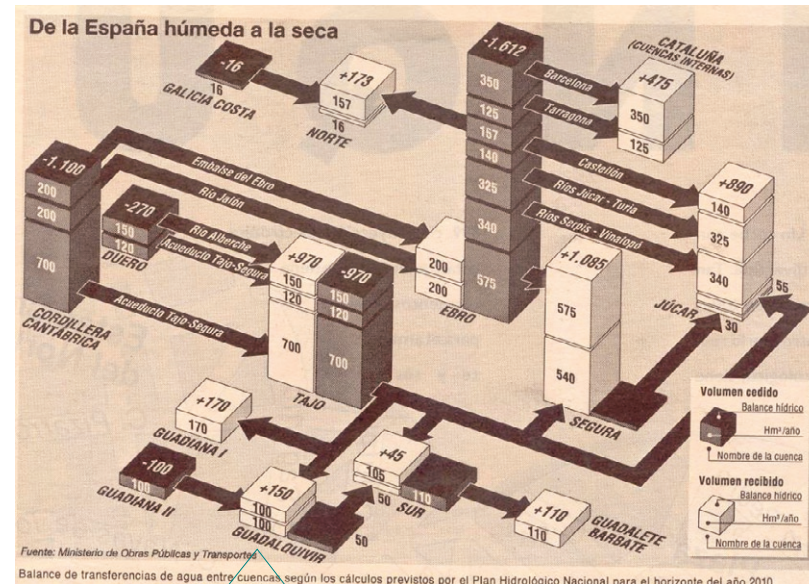 De la España húmeda a la seca
-16
16
GALICIA COSTA
+173
157
16
NORTE
-1.612
350
125
157
140
325
340
575
Barcelona
Tarragona
CATALUÑA
(CUENCAS INTERNAS)
+475
350
125
Castellón
Ríos Júcar - Turia
Ríos Serpis - Vinalopó
+890
140
325
340
55
30
JÚCAR
-1.100
200
200
700
CORDILLERA
CANTÁBRICA
Embalse del Ebro
Río Jalón
-270
150
120
DUERO
Río Alberche
Acueducto Tajo-Segura
Acueducto Tajo-Segura
+970
150
120
700
-970
150
120
700
TAJO
200
200
EBRO
+1.085
575
540
SEGURA
+170
170
GUADIANA I
-100
100
GUADIANA II
+150
100
100
50
GUADALQUIVIR
+45
105
50
110
SUR
+110
110
GUADALETE
BARBATE
Volumen cedido
Balance hídrico
Hm³/año
Nombre de la cuenca
Volumen recibido
Balance hídrico
Hm³/año
Nombre de la cuenca
Fuente: Ministerio de Obras Públicas y Transportes
Balance de transferencias de agua entre cuencas según los cálculos previstos por el Plan Hidrológico Nacional para el horizonte del año 2010